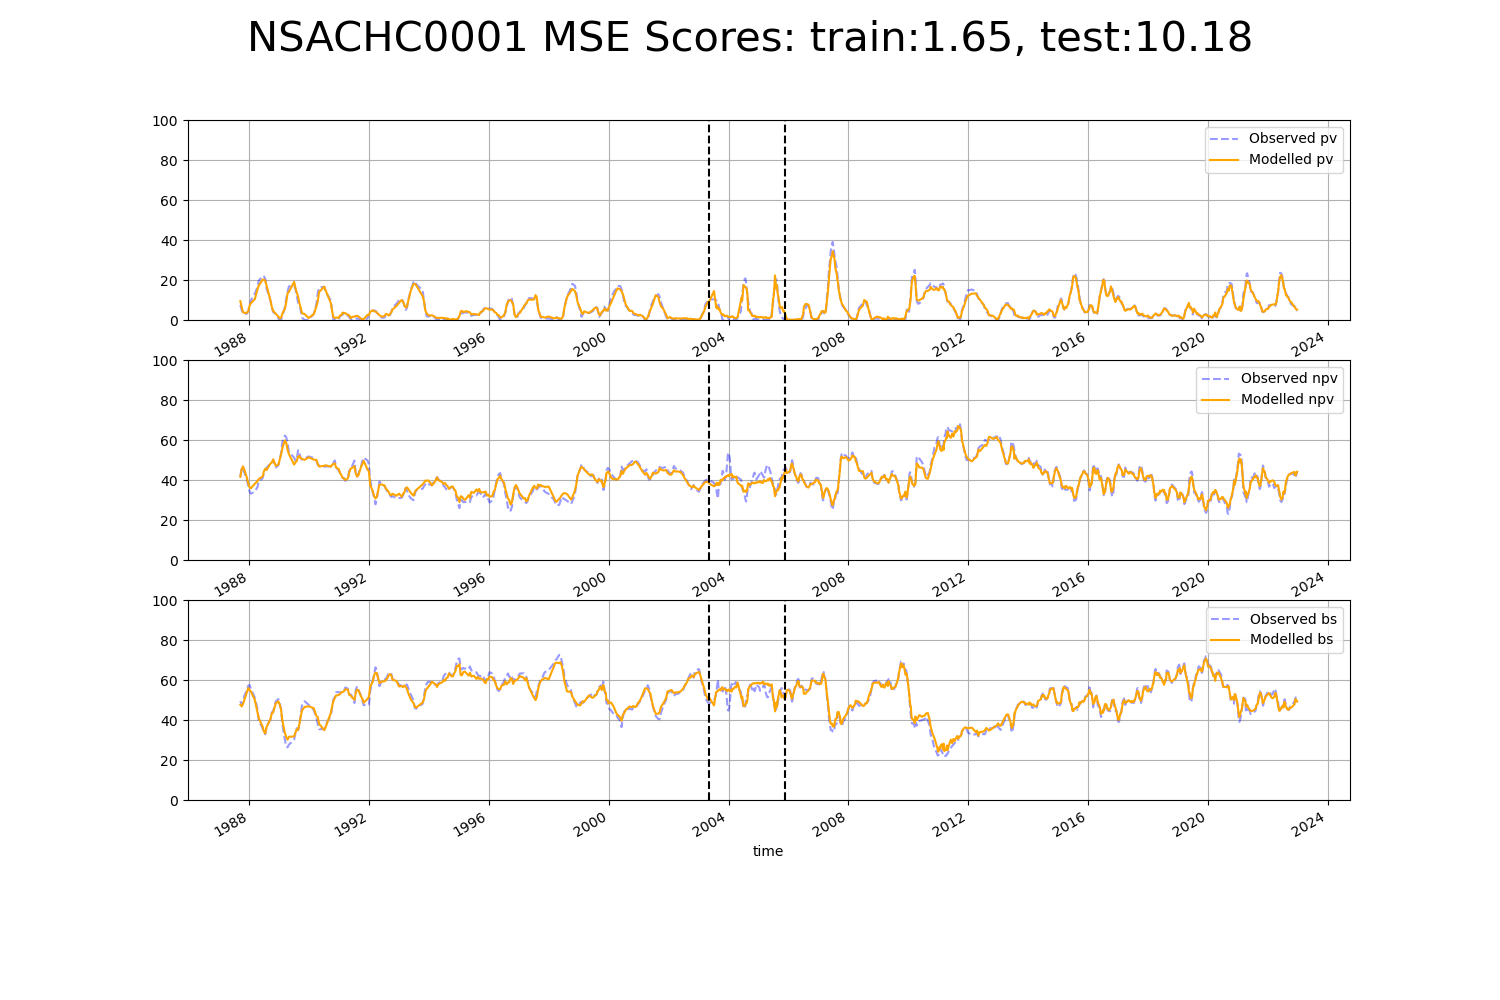 NSACHC0001 MSE Scores: train:1.65, test:10.18
100
80
60
40
20
0
Observed pv
Modelled pv
1988 1992 1996 2000 2004 2008 2012 2016 2020 2024
100
80
60
40
20
0
Observed npv
Modelled npv
1988 1992 1996 2000 2004 2008 2012 2016 2020 2024
100
80
60
40
20
0
Observed bs
Modelled bs
1988 1992 1996 2000 2004 2008 2012 2016 2020 2024
time